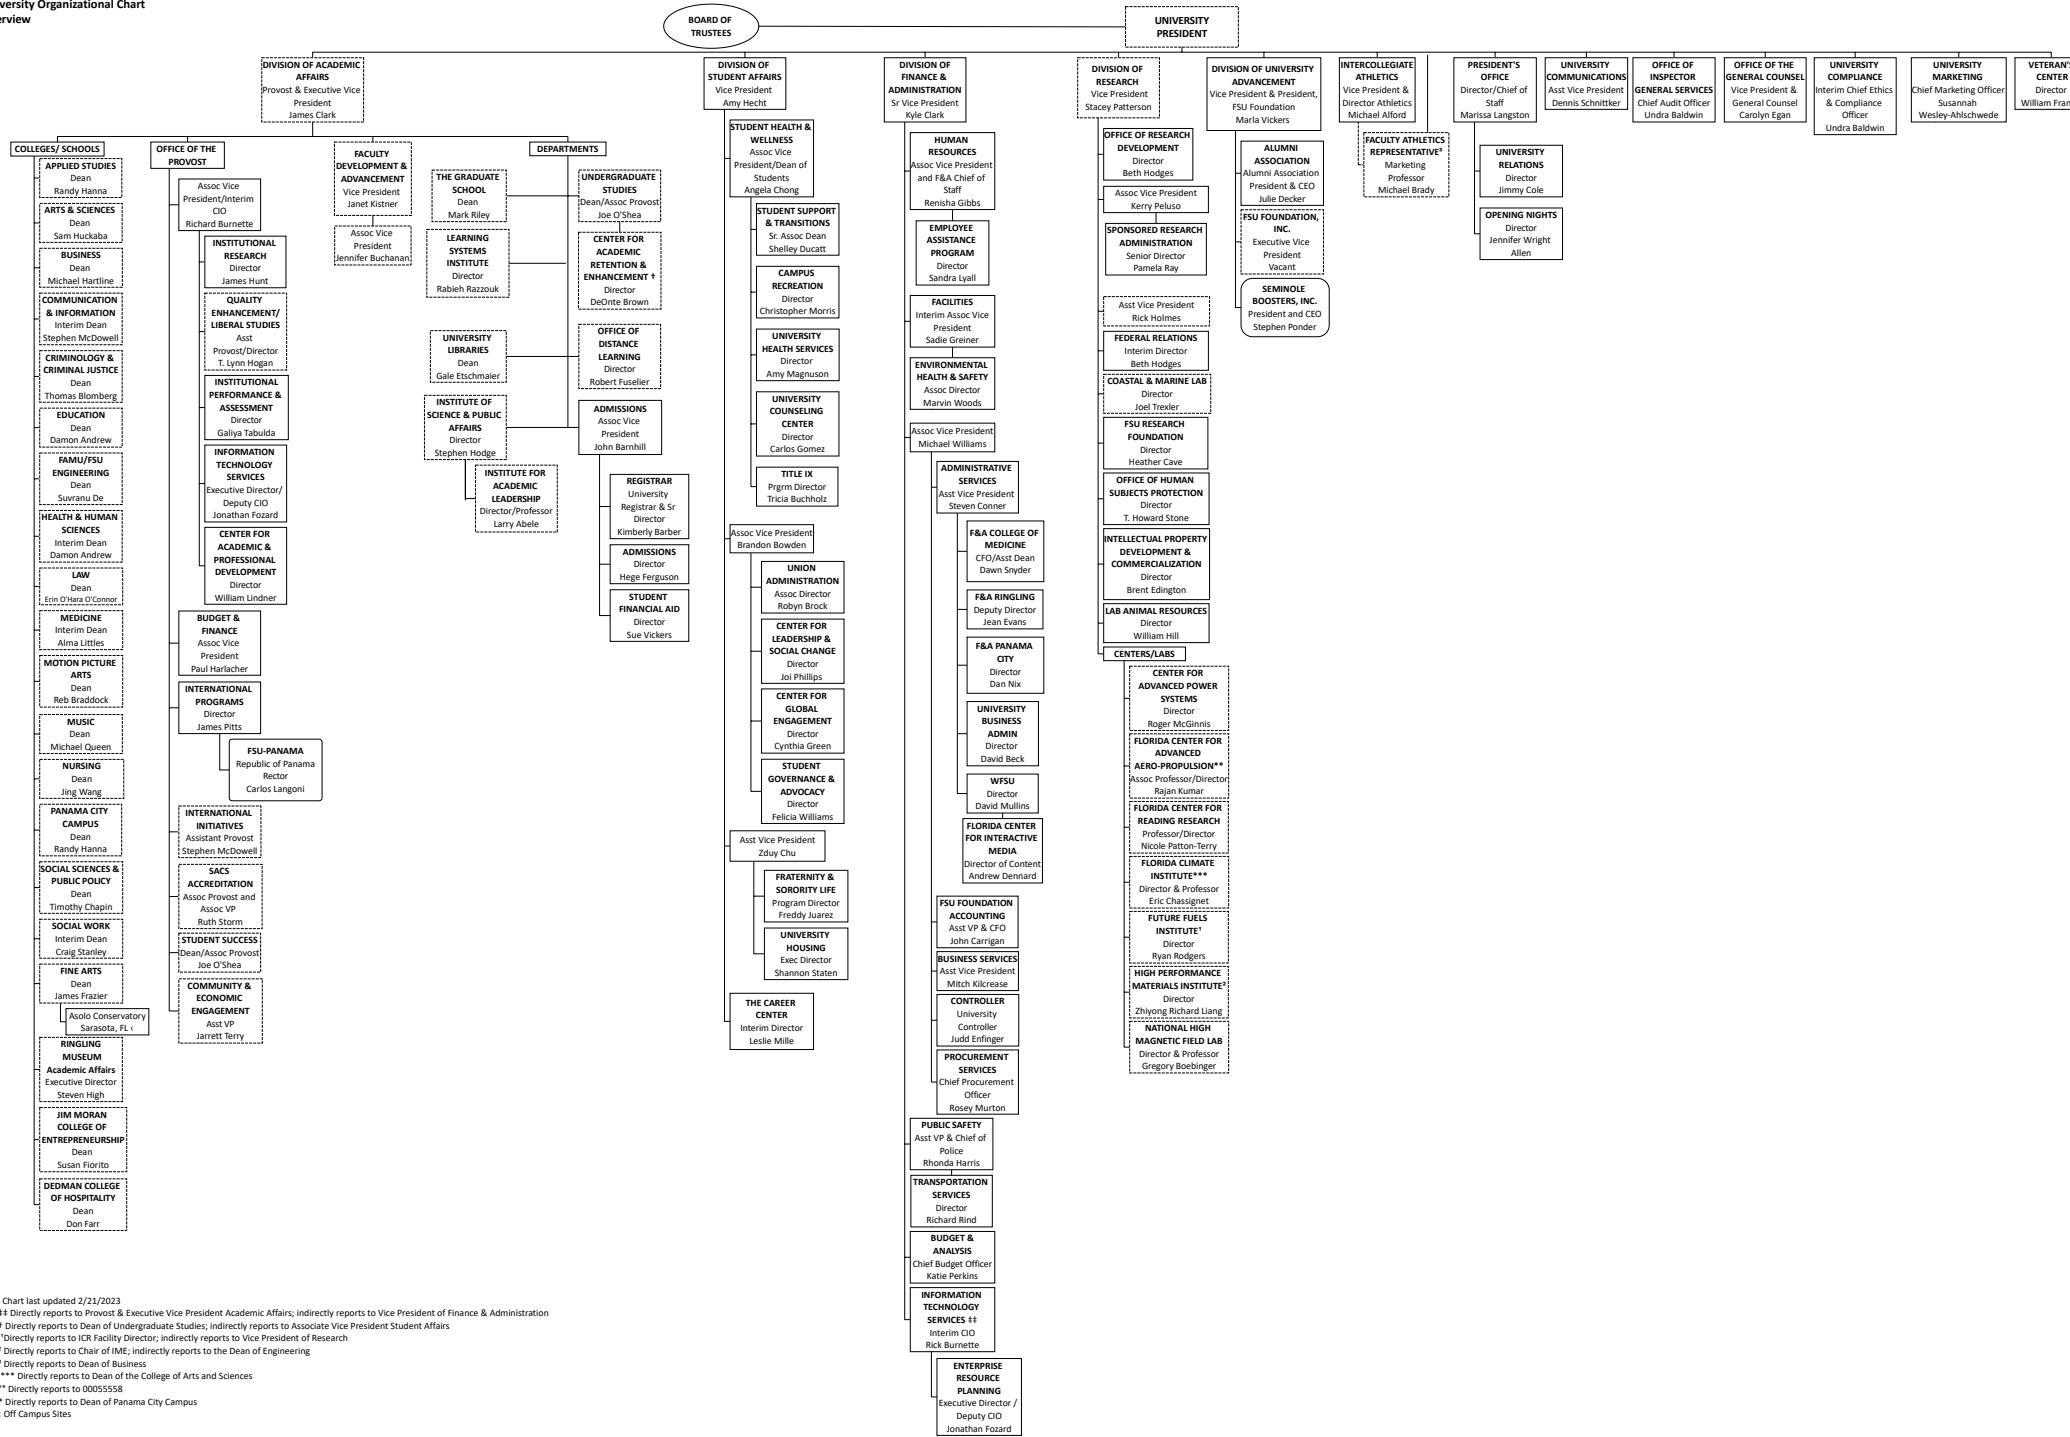 versity Organizational Chart
erview
BOARD OF
TRUSTEES
UNIVERSITY
PRESIDENT
DIVISION OF ACADEMIC
AFFAIRS
Provost & Executive Vice
President
James Clark
COLLEGES/ SCHOOLS
APPLIED STUDIES
Dean
Randy Hanna
ARTS & SCIENCES
Dean
Sam Huckaba
BUSINESS
Dean
Michael Hartline
COMMUNICATION
& INFORMATION
Interim Dean
Stephen McDowell
CRIMINOLOGY &
CRIMINAL JUSTICE
Dean
Thomas Blomberg
EDUCATION
Dean
Damon Andrew
FAMU/FSU
ENGINEERING
Dean
Suvranu De
HEALTH & HUMAN
SCIENCES
Interim Dean
Damon Andrew
LAW
Dean
Erin O'Hara O'Connor
MEDICINE
Interim Dean
Alma Littles
MOTION PICTURE
ARTS
Dean
Reb Braddock
MUSIC
Dean
Michael Queen
NURSING
Dean
Jing Wang
PANAMA CITY
CAMPUS
Dean
Randy Hanna
SOCIAL SCIENCES &
PUBLIC POLICY
Dean
Timothy Chapin
SOCIAL WORK
Interim Dean
Craig Stanley
FINE ARTS
Dean
James Frazier
Asolo Conservatory
Sarasota, FL ‹
RINGLING
MUSEUM
Academic Affairs
Executive Director
Steven High
JIM MORAN
COLLEGE OF
ENTREPRENEURSHIP
Dean
Susan Fiorito
DEDMAN COLLEGE
OF HOSPITALITY
Dean
Don Farr
OFFICE OF THE
PROVOST
Assoc Vice
President/Interim
CIO
Richard Burnette
INSTITUTIONAL
RESEARCH
Director
James Hunt
QUALITY
ENHANCEMENT/
LIBERAL STUDIES
Asst
Provost/Director
T. Lynn Hogan
INSTITUTIONAL
PERFORMANCE &
ASSESSMENT
Director
Galiya Tabulda
INFORMATION
TECHNOLOGY
SERVICES
Executive Director/
Deputy CIO
Jonathan Fozard
CENTER FOR
ACADEMIC &
PROFESSIONAL
DEVELOPMENT
Director
William Lindner
BUDGET &
FINANCE
Assoc Vice
President
Paul Harlacher
INTERNATIONAL
PROGRAMS
Director
James Pitts
FSU-PANAMA
Republic of Panama
Rector
Carlos Langoni
INTERNATIONAL
INITIATIVES
Assistant Provost
Stephen McDowell
SACS
ACCREDITATION
Assoc Provost and
Assoc VP
Ruth Storm
STUDENT SUCCESS
Dean/Assoc Provost
Joe O'Shea
COMMUNITY &
ECONOMIC
ENGAGEMENT
Asst VP
Jarrett Terry
FACULTY
DEVELOPMENT &
ADVANCEMENT
Vice President
Janet Kistner
Assoc Vice
President
Jennifer Buchanan
DEPARTMENTS
THE GRADUATE
SCHOOL
Dean
Mark Riley
UNDERGRADUATE
STUDIES
Dean/Assoc Provost
Joe O'Shea
LEARNING
SYSTEMS
INSTITUTE
Director
Rabieh Razzouk
CENTER FOR
ACADEMIC
RETENTION &
ENHANCEMENT †
Director
DeOnte Brown
UNIVERSITY
LIBRARIES
Dean
Gale Etschmaier
OFFICE OF
DISTANCE
LEARNING
Director
Robert Fuselier
INSTITUTE OF
SCIENCE & PUBLIC
AFFAIRS
Director
Stephen Hodge
ADMISSIONS
Assoc Vice
President
John Barnhill
INSTITUTE FOR
ACADEMIC
LEADERSHIP
Director/Professor
Larry Abele
REGISTRAR
University
Registrar & Sr
Director
Kimberly Barber
ADMISSIONS
Director
Hege Ferguson
STUDENT
FINANCIAL AID
Director
Sue Vickers
DIVISION OF
STUDENT AFFAIRS
Vice President
Amy Hecht
STUDENT HEALTH &
WELLNESS
Assoc Vice
President/Dean of
Students
Angela Chong
STUDENT SUPPORT
& TRANSITIONS
Sr. Assoc Dean
Shelley Ducatt
CAMPUS
RECREATION
Director
Christopher Morris
UNIVERSITY
HEALTH SERVICES
Director
Amy Magnuson
UNIVERSITY
COUNSELING
CENTER
Director
Carlos Gomez
TITLE IX
Prgrm Director
Tricia Buchholz
Assoc Vice President
Brandon Bowden
UNION
ADMINISTRATION
Assoc Director
Robyn Brock
CENTER FOR
LEADERSHIP &
SOCIAL CHANGE
Director
Joi Phillips
CENTER FOR
GLOBAL
ENGAGEMENT
Director
Cynthia Green
STUDENT
GOVERNANCE &
ADVOCACY
Director
Felicia Williams
Asst Vice President
Zduy Chu
FRATERNITY &
SORORITY LIFE
Program Director
Freddy Juarez
UNIVERSITY
HOUSING
Exec Director
Shannon Staten
THE CAREER
CENTER
Interim Director
Leslie Mille
DIVISION OF
FINANCE &
ADMINISTRATION
Sr Vice President
Kyle Clark
HUMAN
RESOURCES
Assoc Vice President
and F&A Chief of
Staff
Renisha Gibbs
EMPLOYEE
ASSISTANCE
PROGRAM
Director
Sandra Lyall
FACILITIES
Interim Assoc Vice
President
Sadie Greiner
ENVIRONMENTAL
HEALTH & SAFETY
Assoc Director
Marvin Woods
Assoc Vice President
Michael Williams
ADMINISTRATIVE
SERVICES
Asst Vice President
Steven Conner
F&A COLLEGE OF
MEDICINE
CFO/Asst Dean
Dawn Snyder
F&A RINGLING
Deputy Director
Jean Evans
F&A PANAMA
CITY
Director
Dan Nix
UNIVERSITY
BUSINESS
ADMIN
Director
David Beck
WFSU
Director
David Mullins
FLORIDA CENTER
FOR INTERACTIVE
MEDIA
Director of Content
Andrew Dennard
FSU FOUNDATION
ACCOUNTING
Asst VP & CFO
John Carrigan
BUSINESS SERVICES
Asst Vice President
Mitch Kilcrease
CONTROLLER
University
Controller
Judd Enfinger
PROCUREMENT
SERVICES
Chief Procurement
Officer
Rosey Murton
PUBLIC SAFETY
Asst VP & Chief of
Police
Rhonda Harris
TRANSPORTATION
SERVICES
Director
Richard Rind
BUDGET &
ANALYSIS
Chief Budget Officer
Katie Perkins
INFORMATION
TECHNOLOGY
SERVICES ‡‡
Interim CIO
Rick Burnette
ENTERPRISE
RESOURCE
PLANNING
Executive Director /
Deputy CIO
Jonathan Fozard
DIVISION OF
RESEARCH
Vice President
Stacey Patterson
OFFICE OF RESEARCH
DEVELOPMENT
Director
Beth Hodges
Assoc Vice President
Kerry Peluso
SPONSORED RESEARCH
ADMINISTRATION
Senior Director
Pamela Ray
Asst Vice President
Rick Holmes
FEDERAL RELATIONS
Interim Director
Beth Hodges
COASTAL & MARINE LAB
Director
Joel Trexler
FSU RESEARCH
FOUNDATION
Director
Heather Cave
OFFICE OF HUMAN
SUBJECTS PROTECTION
Director
T. Howard Stone
INTELLECTUAL PROPERTY
DEVELOPMENT &
COMMERCIALIZATION
Director
Brent Edington
LAB ANIMAL RESOURCES
Director
William Hill
CENTERS/LABS
CENTER FOR
ADVANCED POWER
SYSTEMS
Director
Roger McGinnis
FLORIDA CENTER FOR
ADVANCED
AERO-PROPULSION**
Assoc Professor/Director
Rajan Kumar
FLORIDA CENTER FOR
READING RESEARCH
Professor/Director
Nicole Patton-Terry
FLORIDA CLIMATE
INSTITUTE***
Director & Professor
Eric Chassignet
FUTURE FUELS
INSTITUTE¹
Director
Ryan Rodgers
HIGH PERFORMANCE
MATERIALS INSTITUTE²
Director
Zhiyong Richard Liang
NATIONAL HIGH
MAGNETIC FIELD LAB
Director & Professor
Gregory Boebinger
DIVISION OF UNIVERSITY
ADVANCEMENT
Vice President & President,
FSU Foundation
Marla Vickers
ALUMNI
ASSOCIATION
Alumni Association
President & CEO
Julie Decker
FSU FOUNDATION,
INC.
Executive Vice
President
Vacant
SEMINOLE
BOOSTERS, INC.
President and CEO
Stephen Ponder
INTERCOLLEGIATE
ATHLETICS
Vice President &
Director Athletics
Michael Alford
FACULTY ATHLETICS
REPRESENTATIVE³
Marketing
Professor
Michael Brady
PRESIDENT'S
OFFICE
Director/Chief of
Staff
Marissa Langston
UNIVERSITY
RELATIONS
Director
Jimmy Cole
OPENING NIGHTS
Director
Jennifer Wright
Allen
UNIVERSITY
COMMUNICATIONS
Asst Vice President
Dennis Schnittker
OFFICE OF
INSPECTOR
GENERAL SERVICES
Chief Audit Officer
Undra Baldwin
OFFICE OF THE
GENERAL COUNSEL
Vice President &
General Counsel
Carolyn Egan
UNIVERSITY
COMPLIANCE
Interim Chief Ethics
& Compliance
Officer
Undra Baldwin
UNIVERSITY
MARKETING
Chief Marketing Officer
Susannah
Wesley-Ahlschwede
VETERAN'S
CENTER
Director
William Fran
Chart last updated 2/21/2023
‡‡ Directly reports to Provost & Executive Vice President Academic Affairs; indirectly reports to Vice President of Finance & Administration
† Directly reports to Dean of Undergraduate Studies; indirectly reports to Associate Vice President Student Affairs
¹Directly reports to ICR Facility Director; indirectly reports to Vice President of Research
² Directly reports to Chair of IME; indirectly reports to the Dean of Engineering
³ Directly reports to Dean of Business
*** Directly reports to Dean of the College of Arts and Sciences
** Directly reports to 00055558
* Directly reports to Dean of Panama City Campus
‹ Off Campus Sites